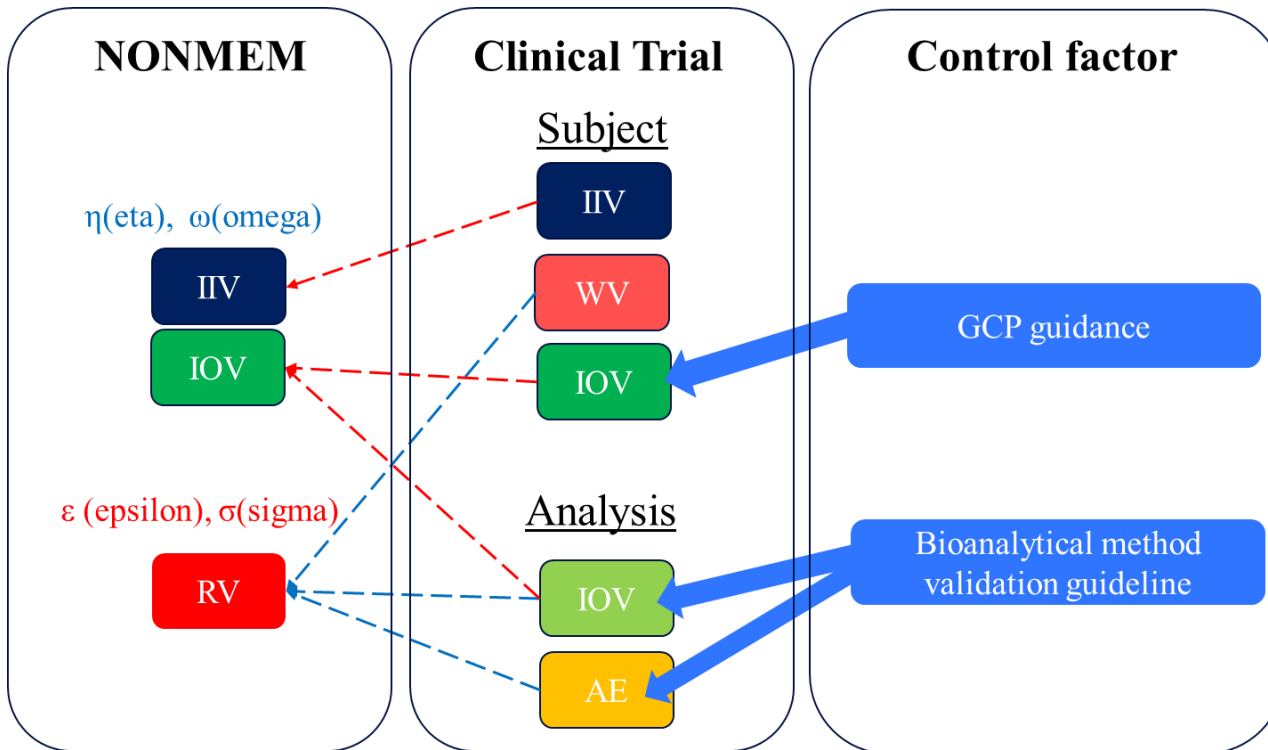 NONMEM
η(eta), ω(omega)
IIV
IOV
ε (epsilon), σ(sigma)
RV
Clinical Trial
Subject
IIV
WV
IOV
Analysis
IOV
AE
Control factor
GCP guidance
Bioanalytical method
validation guideline